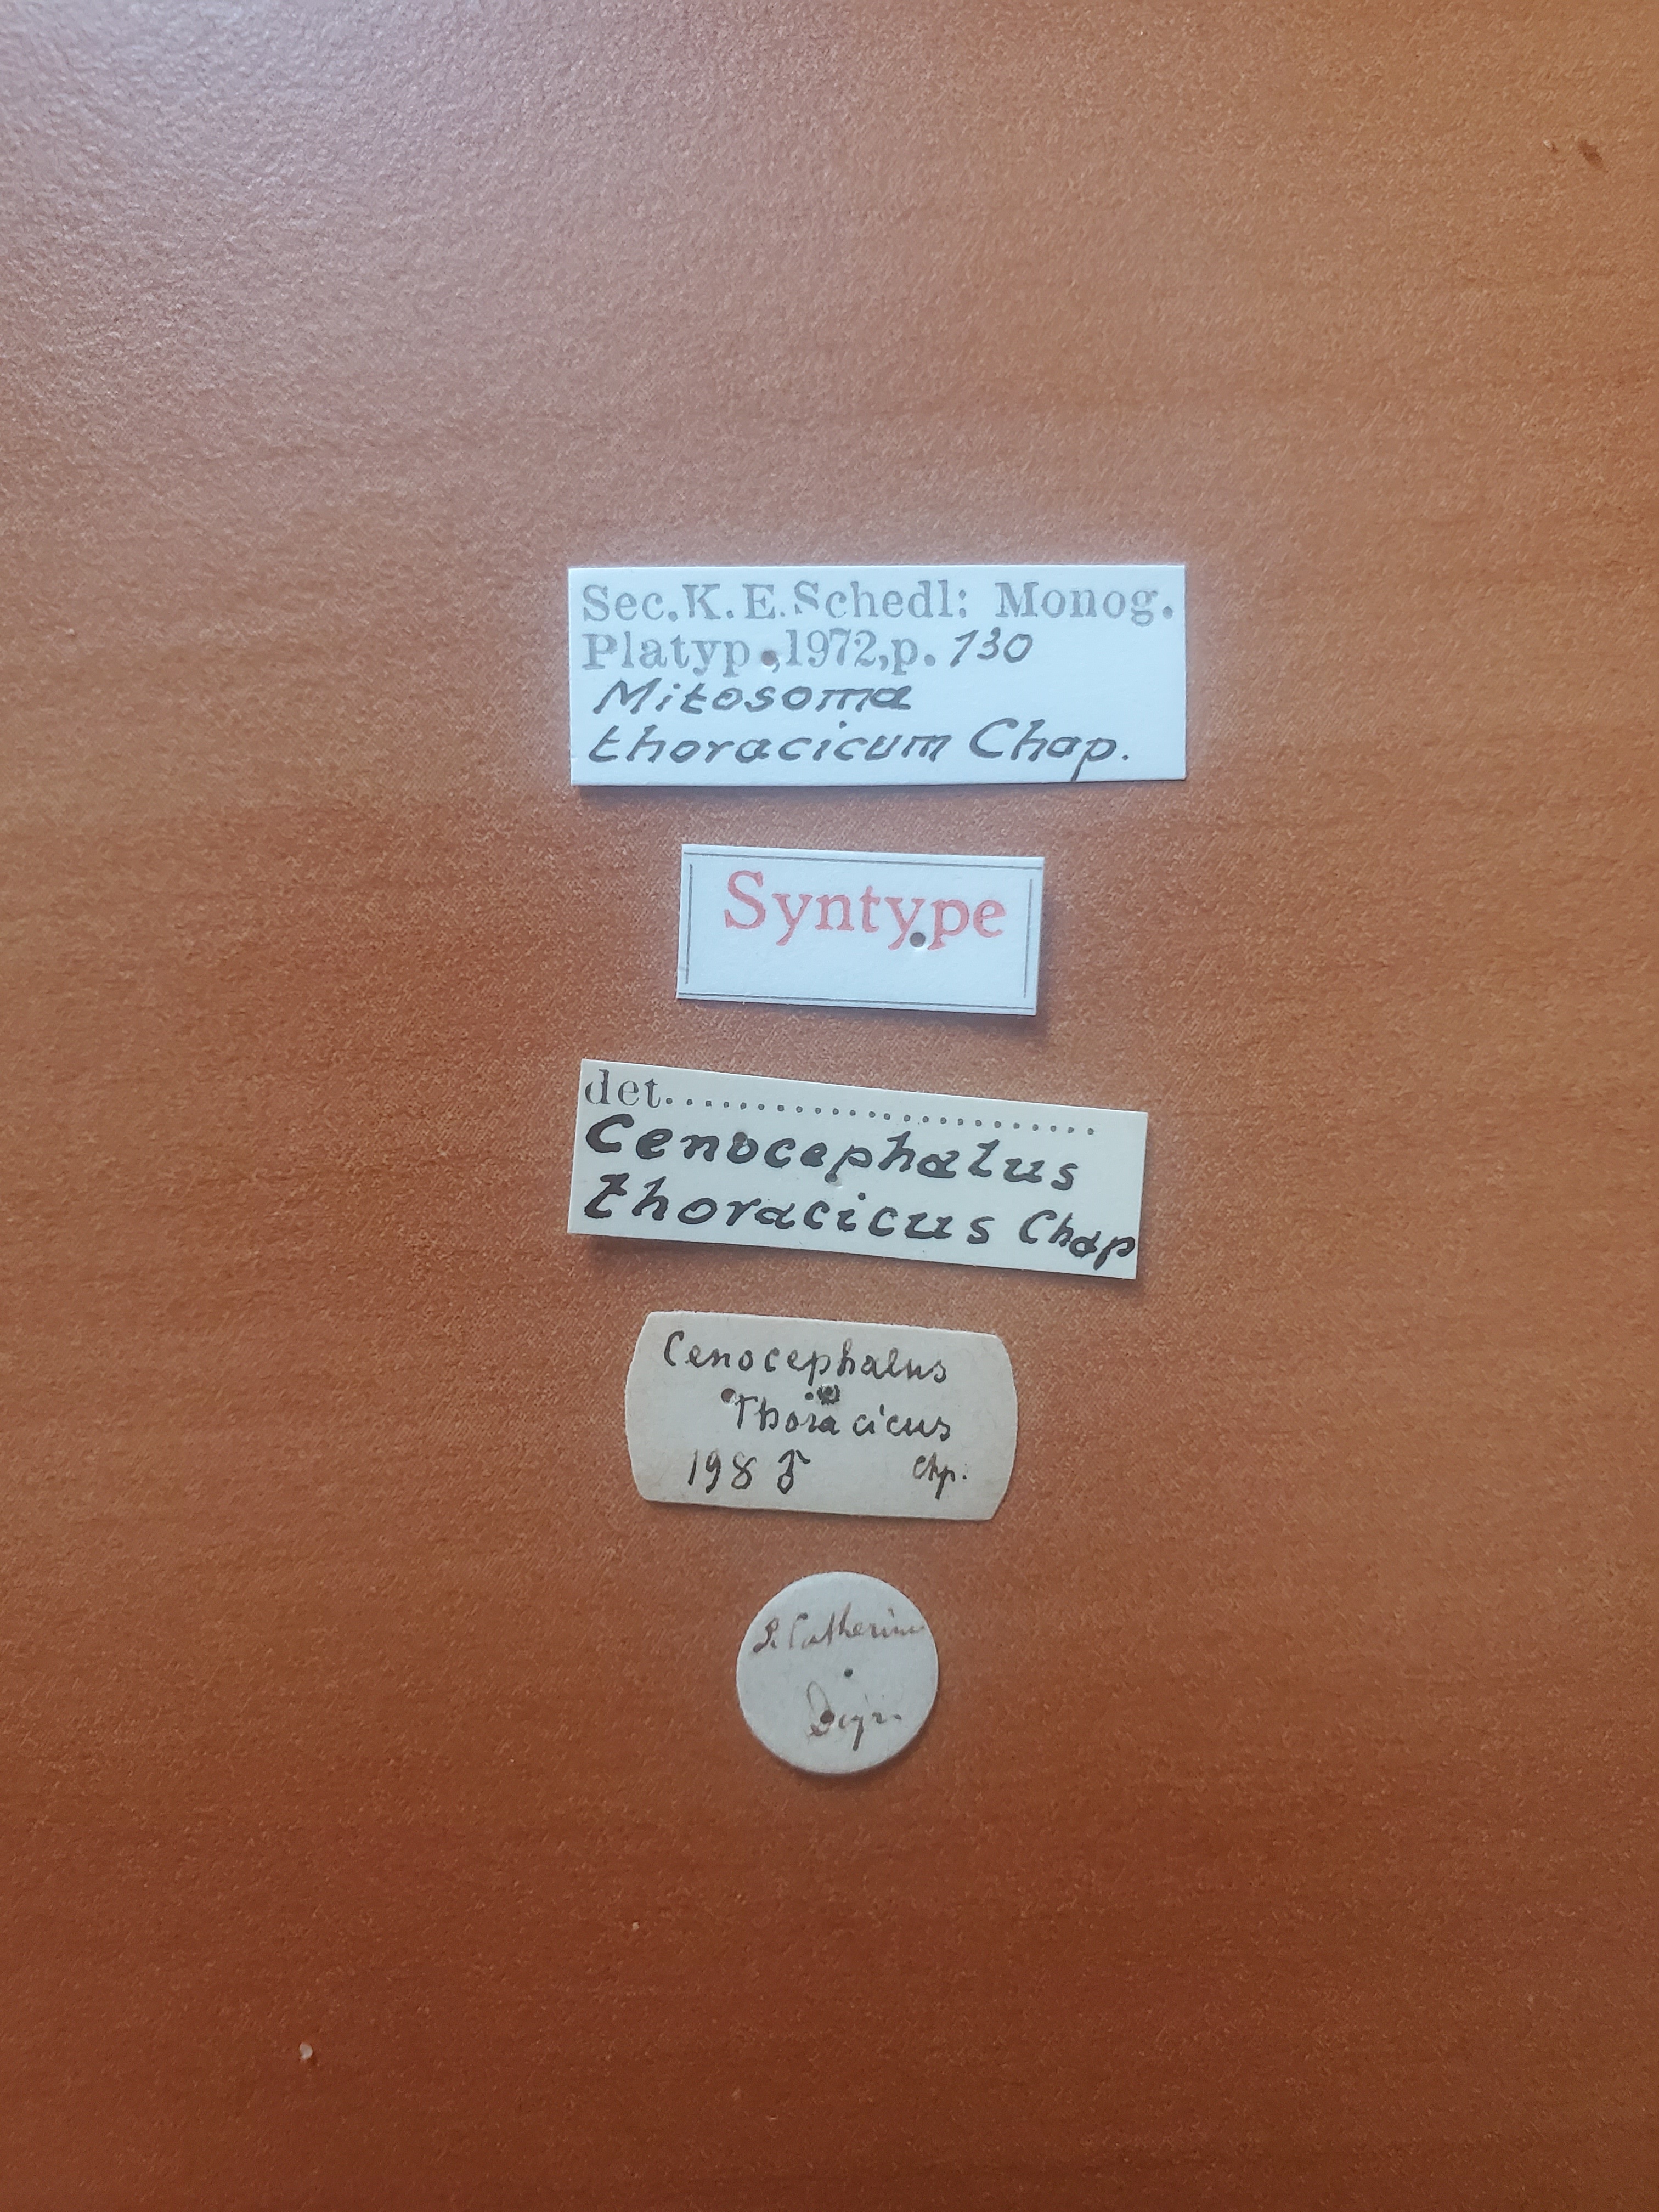 Sec.K.E.Schedl: Monog.
Platyp.,1972,p. 130
Mitosoma
thoracicum Chap.
Syntype
det..........................
Cenocephalus
thoracicus Chap
Cenocephalus
Thoracicus
198 ♂ Chp.
S. Catherine
Deyr.